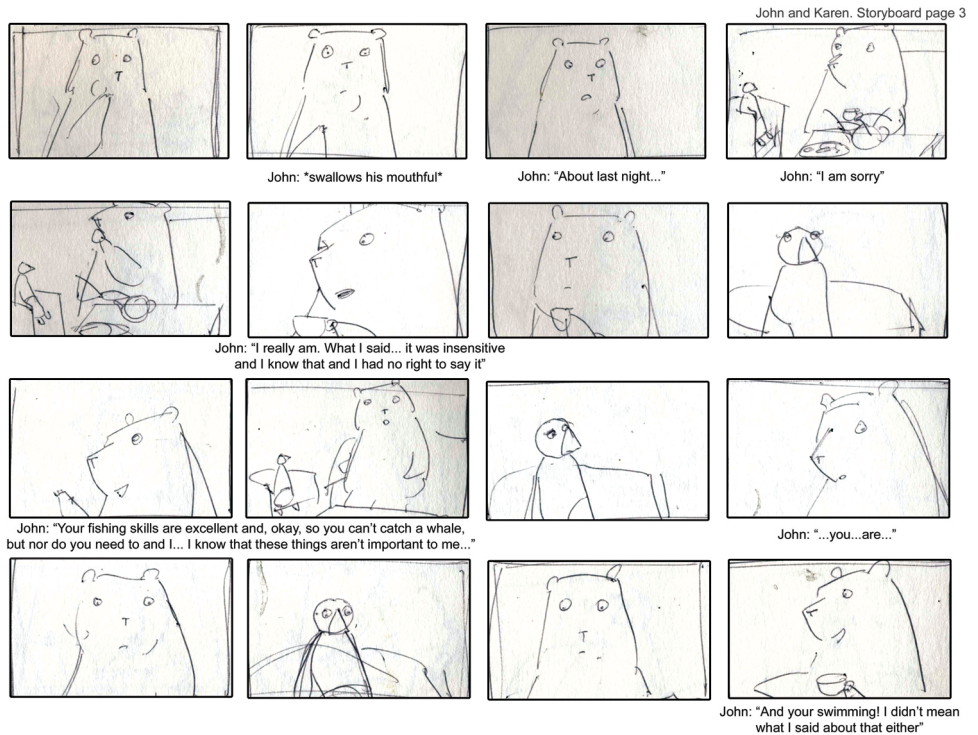 John and Karen. Storyboard page 3
John: *swallows his mouthful*
John: “About last night...”
John: “I am sorry”
John: “I really am. What I said... it was insensitive
and I know that and I had no right to say it”
John: “Your fishing skills are excellent and, okay, so you can’t catch a whale,
but nor do you need to and I... I know that these things aren’t important to me...”
John: “...you...are...”
John: “And your swimming! I didn’t mean
what I said about that either”